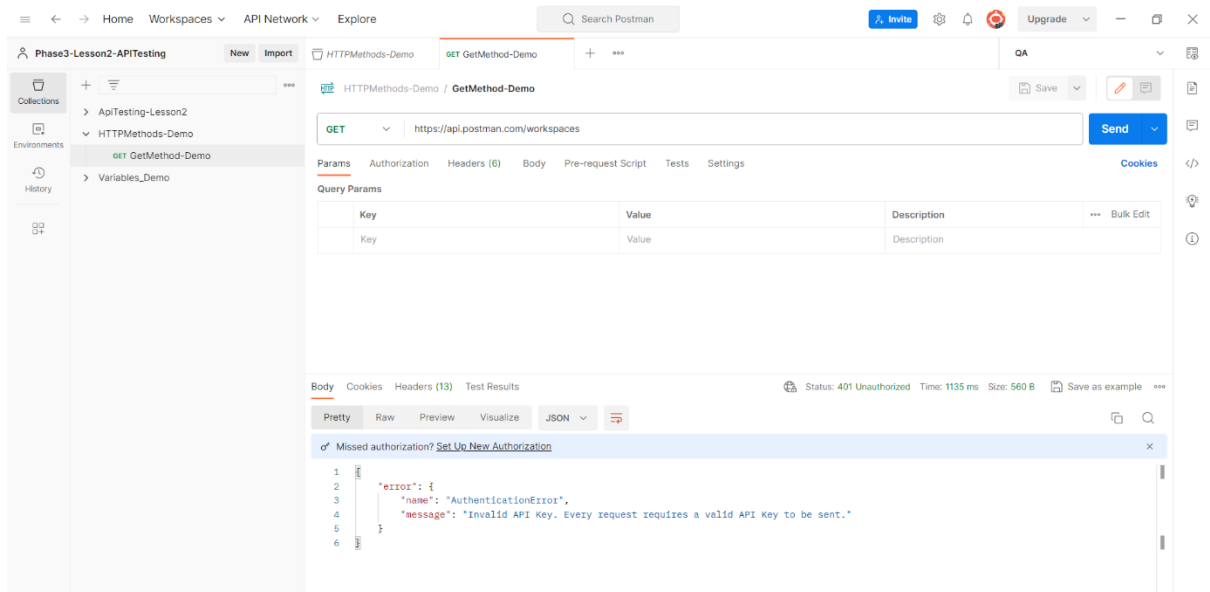 Home Workspaces API Network Explore Search Postman Invite Upgrade
Phase3-Lesson2-APITesting New Import HTTPMethods-Demo GET GetMethod-Demo QA
Collections
Environments
History
ApiTesting-Lesson2
HTTPMethods-Demo
GET GetMethod-Demo
Variables_Demo
HTTP HTTPMethods-Demo / GetMethod-Demo Save
GET https://api.postman.com/workspaces Send
Params Authorization Headers (6) Body Pre-request Script Tests Settings Cookies
Query Params
Key Value Description Bulk Edit
Key Value Description
Body Cookies Headers (13) Test Results Status: 401 Unauthorized Time: 1135 ms Size: 560 B Save as example
Pretty Raw Preview Visualize JSON
Missed authorization? Set Up New Authorization
1 {
2 "error": {
3 "name": "AuthenticationError",
4 "message": "Invalid API Key. Every request requires a valid API Key to be sent."
5 }
6 }